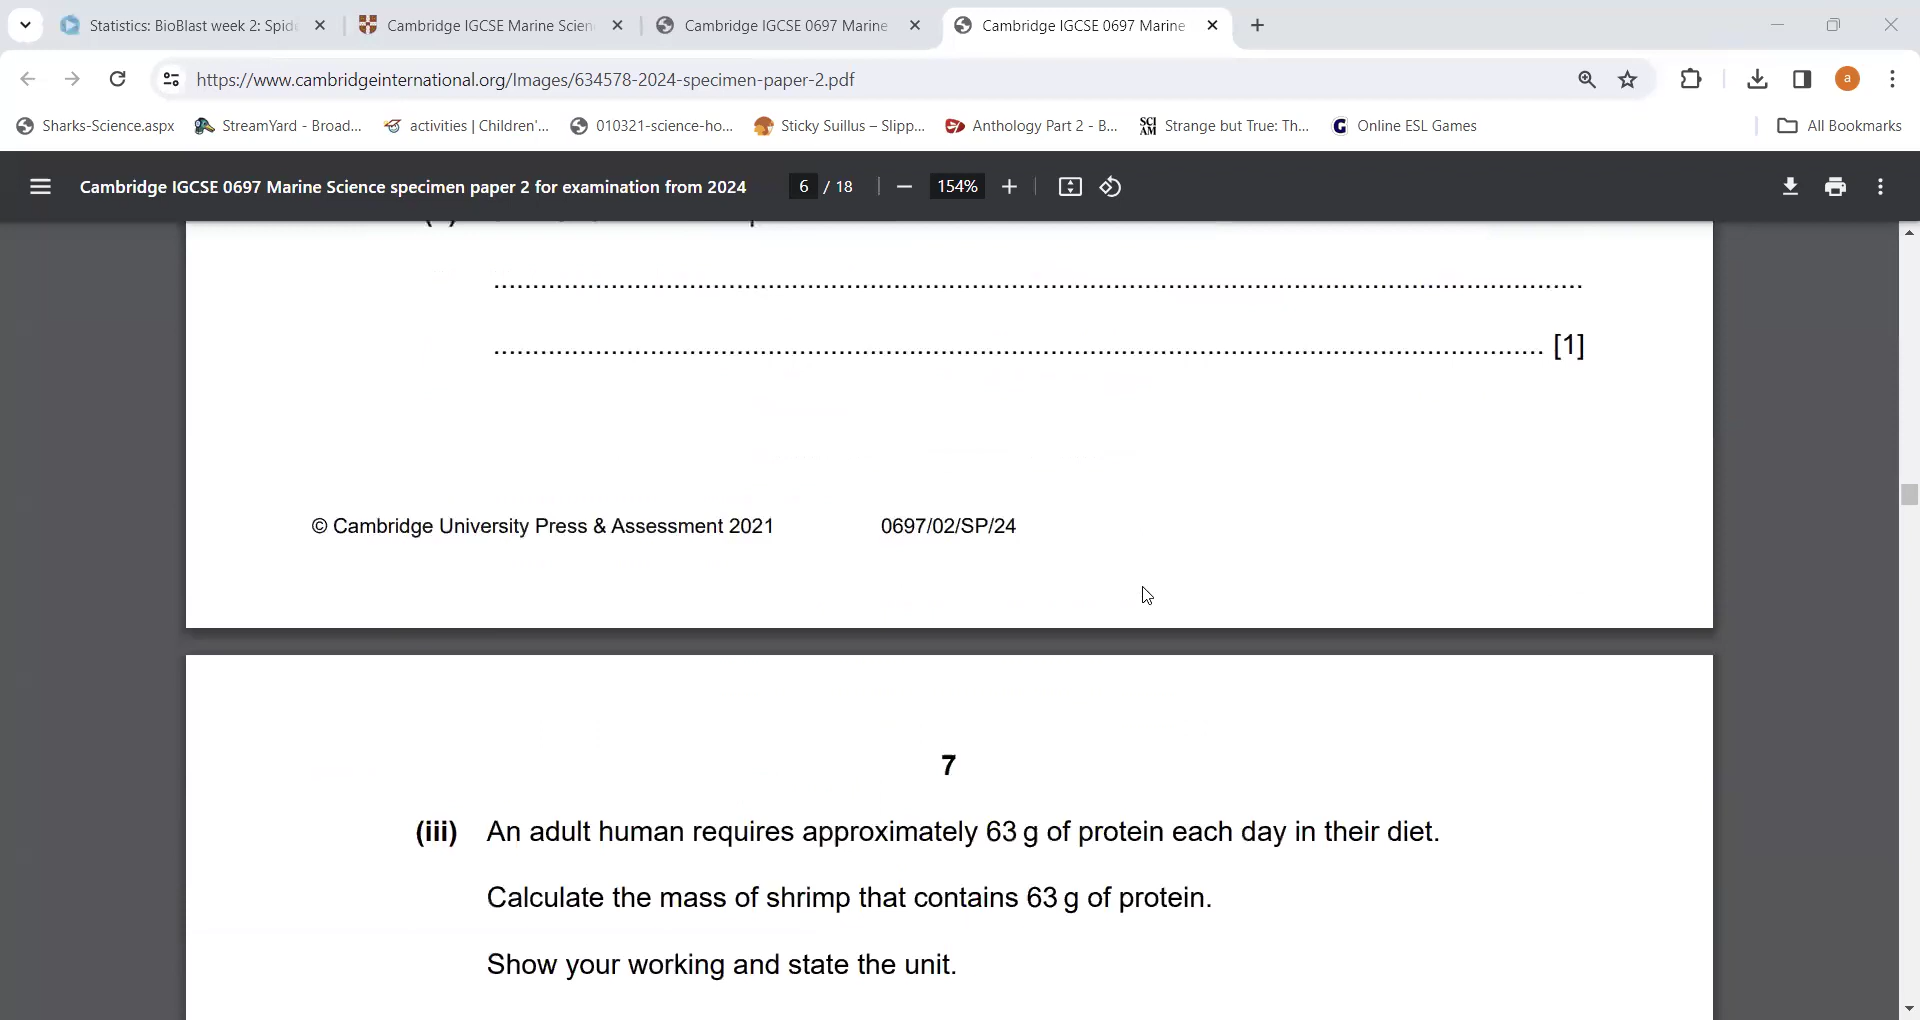 Statistics: BioBlast week 2: Spid
Cambridge IGCSE Marine Scien
Cambridge IGCSE 0697 Marine
Cambridge IGCSE 0697 Marine
https://www.cambridgeinternational.org/Images/634578-2024-specimen-paper-2.pdf
a
Sharks-Science.aspx
StreamYard - Broad...
activities | Children'...
010321-science-ho...
Sticky Suillus – Slipp...
Anthology Part 2 - B...
SCI AM
Strange but True: Th...
G
Online ESL Games
All Bookmarks
Cambridge IGCSE 0697 Marine Science specimen paper 2 for examination from 2024
6 / 18
154%
[1]
© Cambridge University Press & Assessment 2021
0697/02/SP/24
7
(iii) An adult human requires approximately 63 g of protein each day in their diet.
Calculate the mass of shrimp that contains 63 g of protein.
Show your working and state the unit.